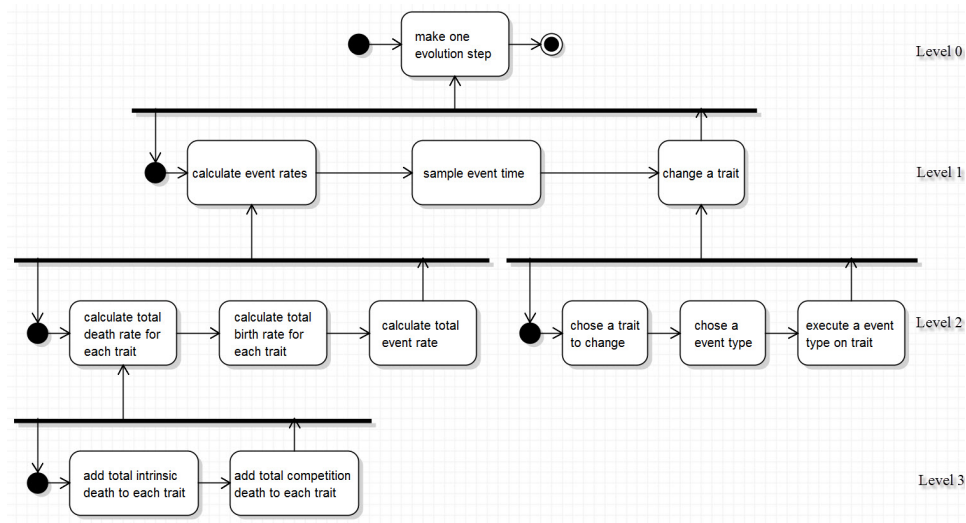 make one
evolution step
Level 0
calculate event rates
sample event time
change a trait
Level 1
calculate total
death rate for
each trait
calculate total
birth rate for
each trait
calculate total
event rate
chose a trait
to change
chose a
event type
execute a event
type on trait
Level 2
add total intrinsic
death to each trait
add total competition
death to each trait
Level 3